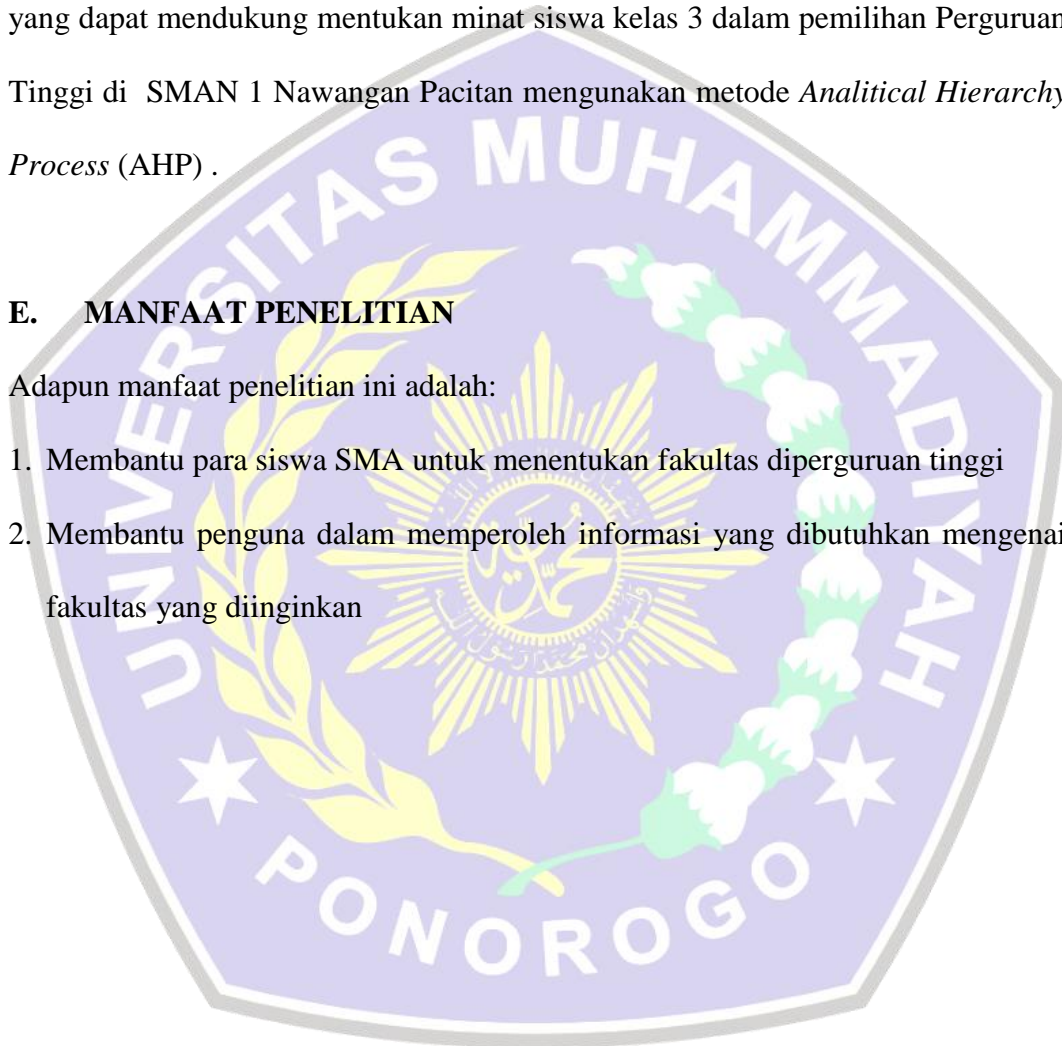 yang dapat mendukung mentukan minat siswa kelas 3 dalam pemilihan Perguruan
Tinggi di SMAN 1 Nawangan Pacitan mengunakan metode Analitical Hierarchy
Process (AHP) .
E. MANFAAT PENELITIAN
Adapun manfaat penelitian ini adalah:
1. Membantu para siswa SMA untuk menentukan fakultas diperguruan tinggi
2. Membantu penguna dalam memperoleh informasi yang dibutuhkan mengenai
fakultas yang diinginkan
UNIVERSITAS MUHAMMADIYAH
PONOROGO